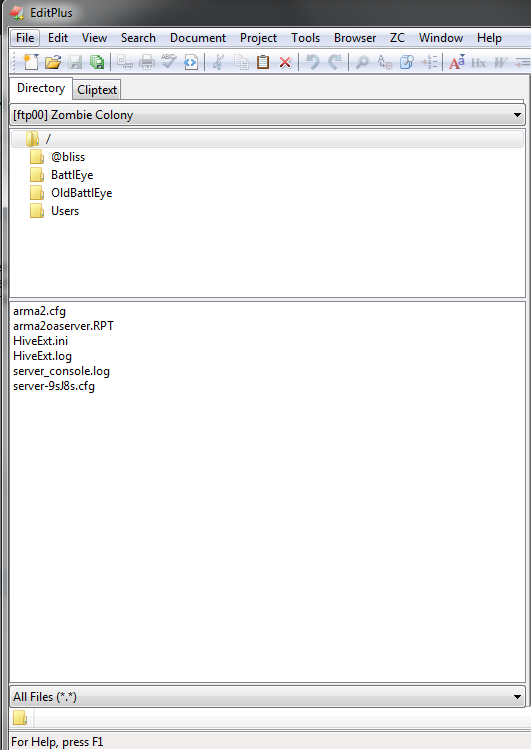 EditPlus
File Edit View Search Document Project Tools Browser ZC Window Help
ABC A B A Hx W
Directory Cliptext
[ftp00] Zombie Colony
/
@bliss
BattlEye
OldBattlEye
Users
arma2.cfg
arma2oaserver.RPT
HiveExt.ini
HiveExt.log
server_console.log
server-9sJ8s.cfg
All Files (*.*)
For Help, press F1